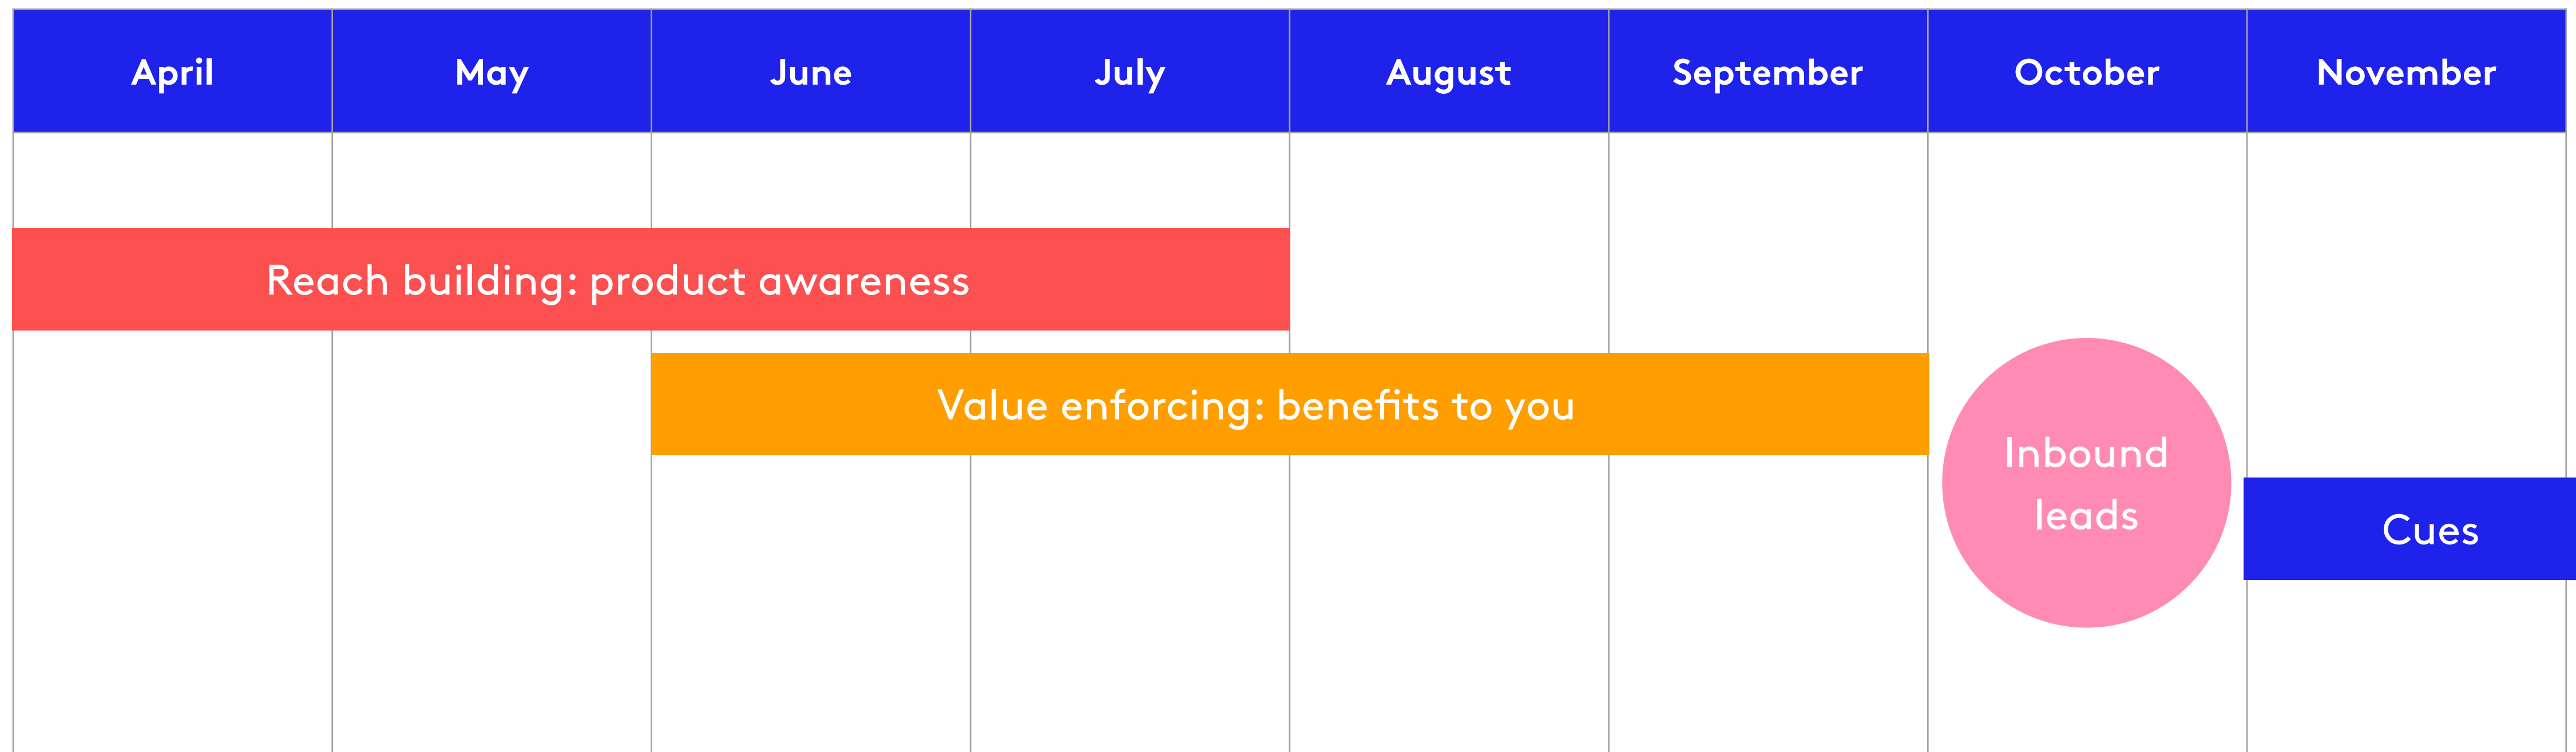 April
May
June
July
August
September
October
November
Reach building: product awareness
Value enforcing: benefits to you
Inbound
leads
Cues